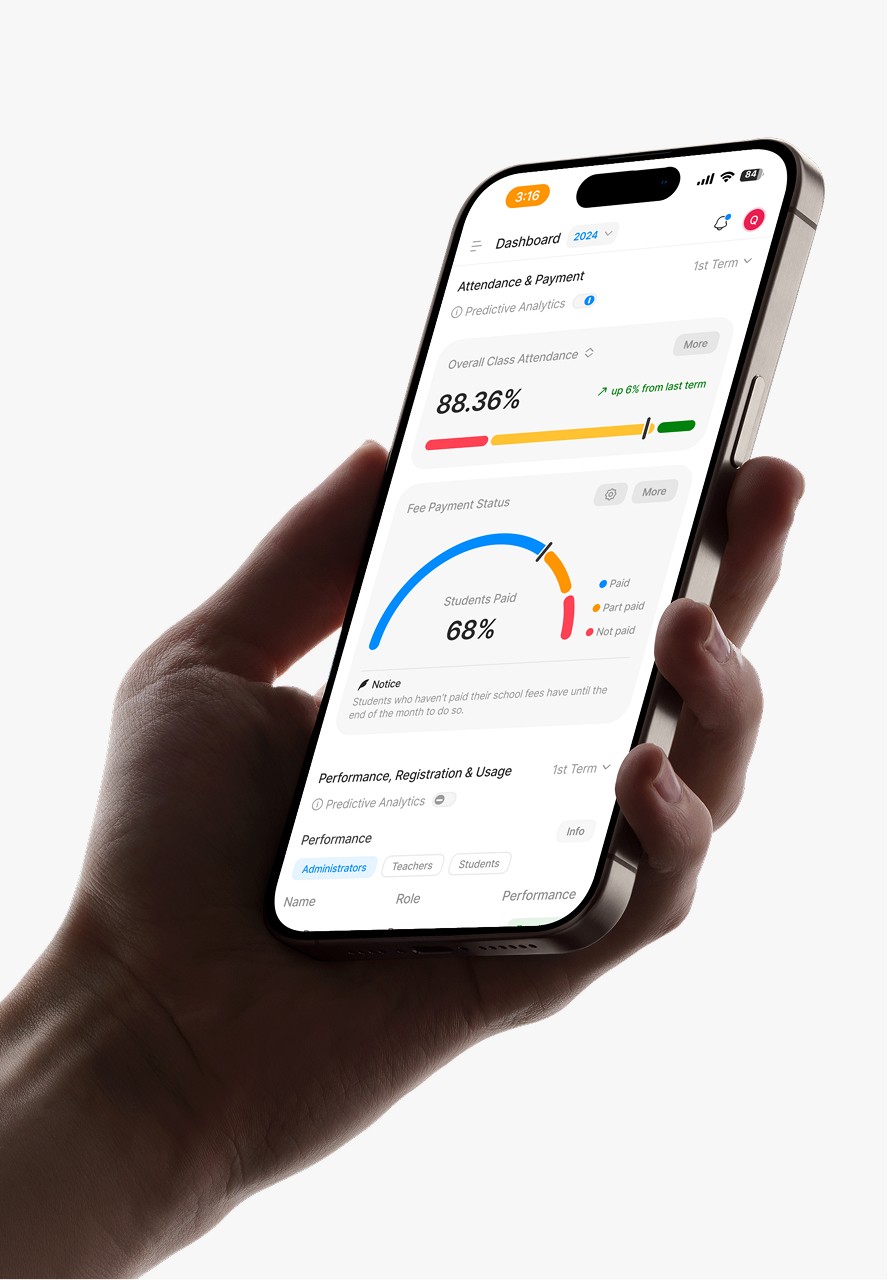 3:16
84
Dashboard 2024
Q
Attendance & Payment
1st Term
Predictive Analytics
Overall Class Attendance
More
88.36%
up 6% from last term
Fee Payment Status
More
Students Paid
68%
Paid
Part paid
Not paid
Notice
Students who haven't paid their school fees have until the
end of the month to do so.
Performance, Registration & Usage
1st Term
Predictive Analytics
Performance
Info
Administrators
Teachers
Students
Name
Role
Performance